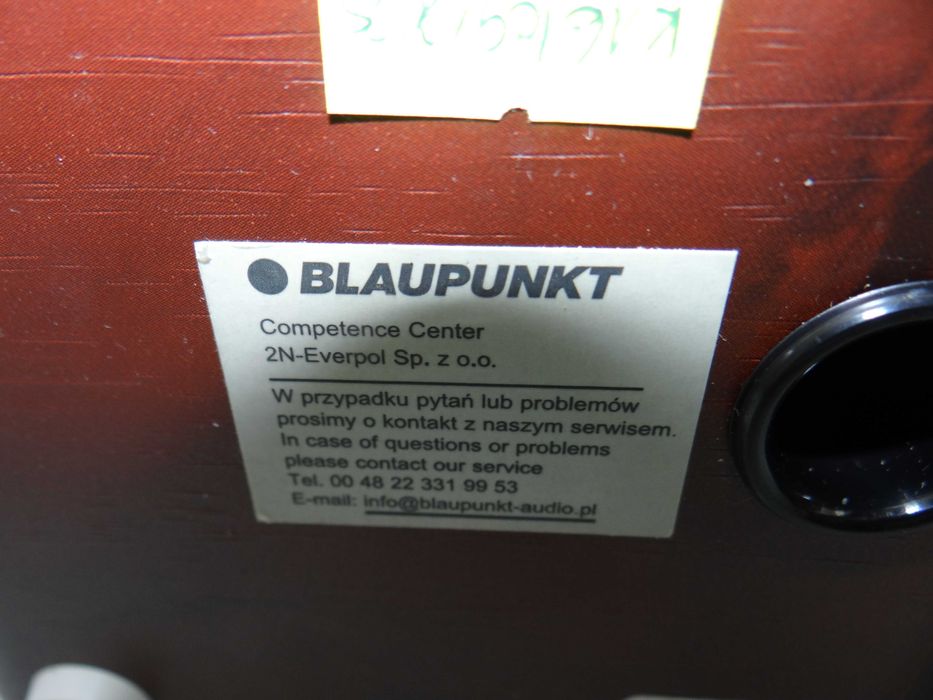 BLAUPUNKT
Competence Center
2N-Everpol Sp. z o.o.
W przypadku pytań lub problemów
prosimy o kontakt z naszym serwisem.
In case of questions or problems
please contact our service
Tel. 00 48 22 331 99 53
E-mail: info@blaupunkt-audio.pl